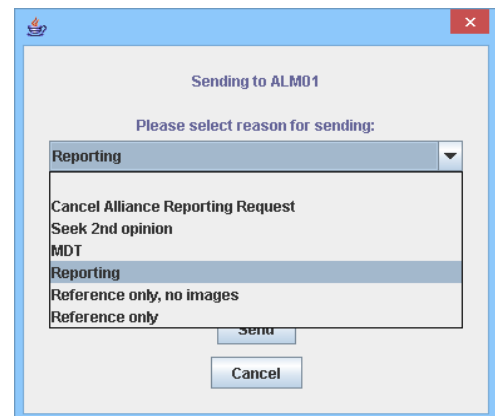 Sending to ALM01
Please select reason for sending:
Reporting
Cancel Alliance Reporting Request
Seek 2nd opinion
MDT
Reporting
Reference only, no images
Reference only
Send
Cancel